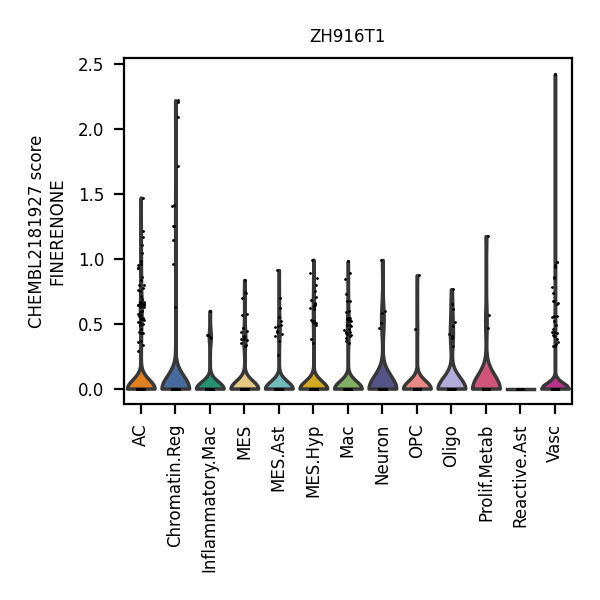 ZH916T1
CHEMBL2181927 score
FINERENONE
2.5
2.0
1.5
1.0
0.5
0.0
AC
Chromatin.Reg
Inflammatory.Mac
MES
MES.Ast
MES.Hyp
Mac
Neuron
OPC
Oligo
Prolif.Metab
Reactive.Ast
Vasc